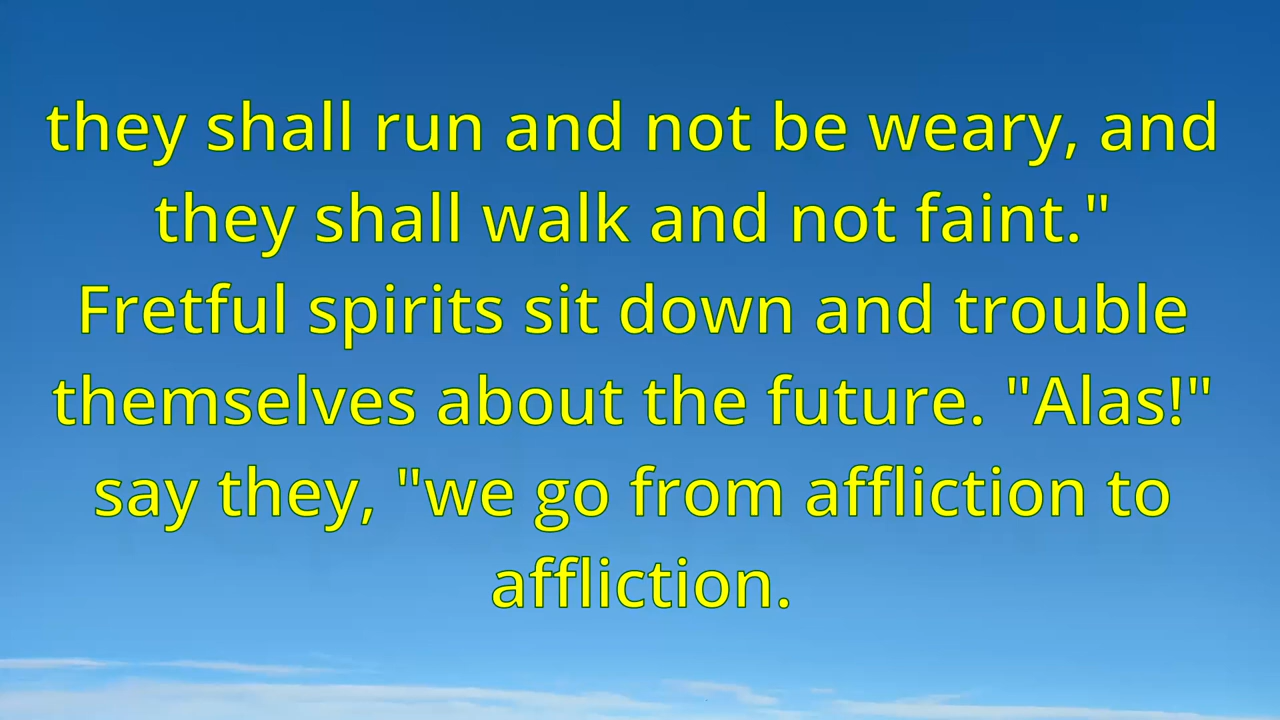 they shall run and not be weary, and
they shall walk and not faint."
Fretful spirits sit down and trouble
themselves about the future. "Alas!"
say they, "we go from affliction to
affliction.